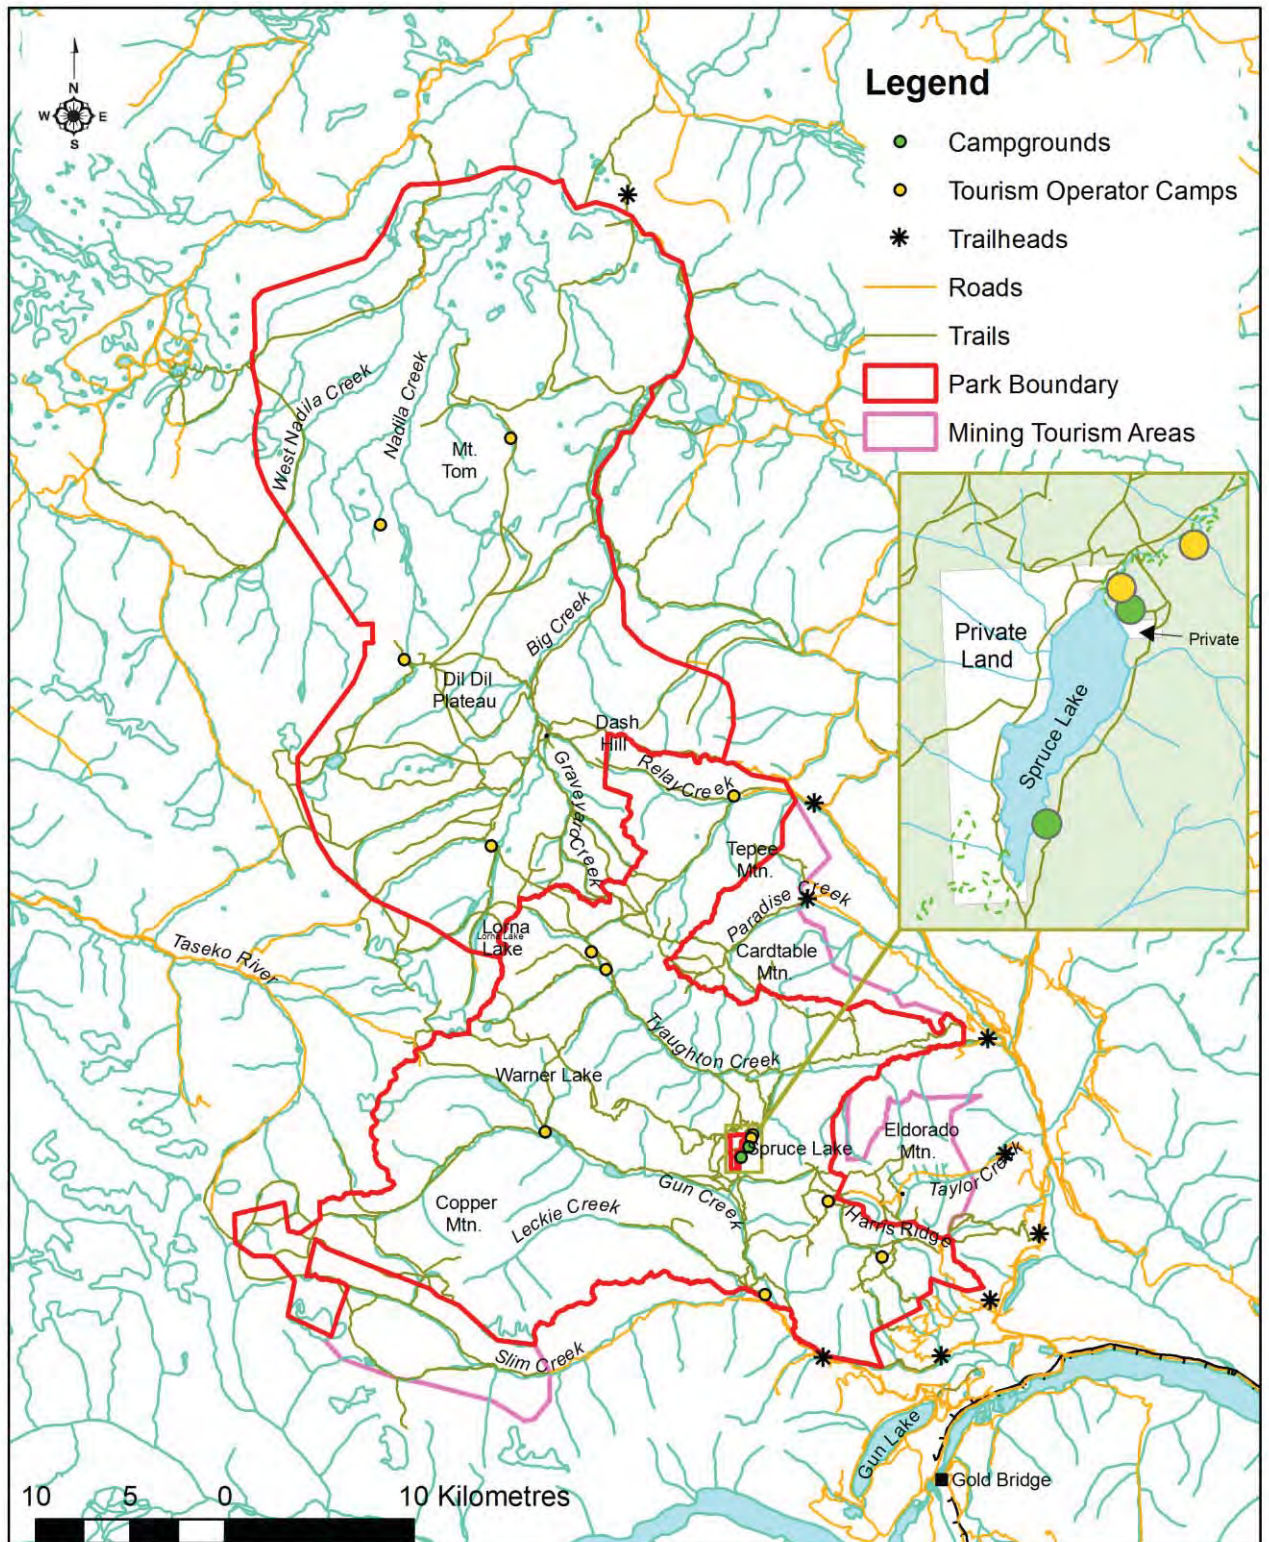 N
W
E
S
Legend
Campgrounds
Tourism Operator Camps
Trailheads
Roads
Trails
Park Boundary
Mining Tourism Areas
West Nadila Creek
Nadila Creek
Mt.
Tom
Big Creek
Dil Dil
Plateau
Dash
Hill
Graveyard Creek
Relay Creek
Tepee
Mtn.
Paradise Creek
Cardtable
Mtn.
Lorna
Lorna Lake
Lake
Taseko River
Tyaughton Creek
Warner Lake
Spruce Lake
Eldorado
Mtn.
Taylor Creek
Gun Creek
Copper
Mtn.
Leckie Creek
Harris Ridge
Slim Creek
Gun Lake
Gold Bridge
Private
Land
Private
Spruce Lake
10 5 0 10 Kilometres